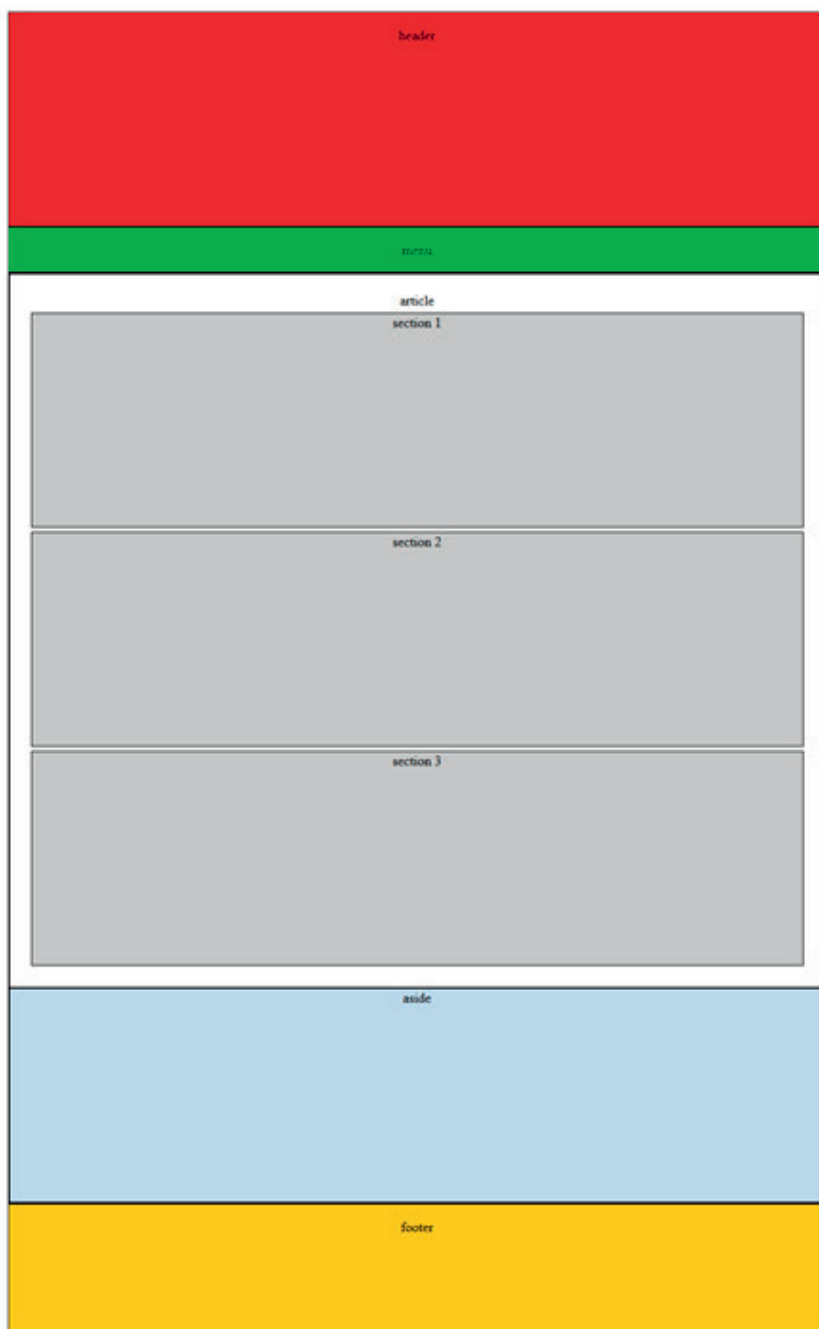 header
menu
article
section 1
section 2
section 3
aside
footer